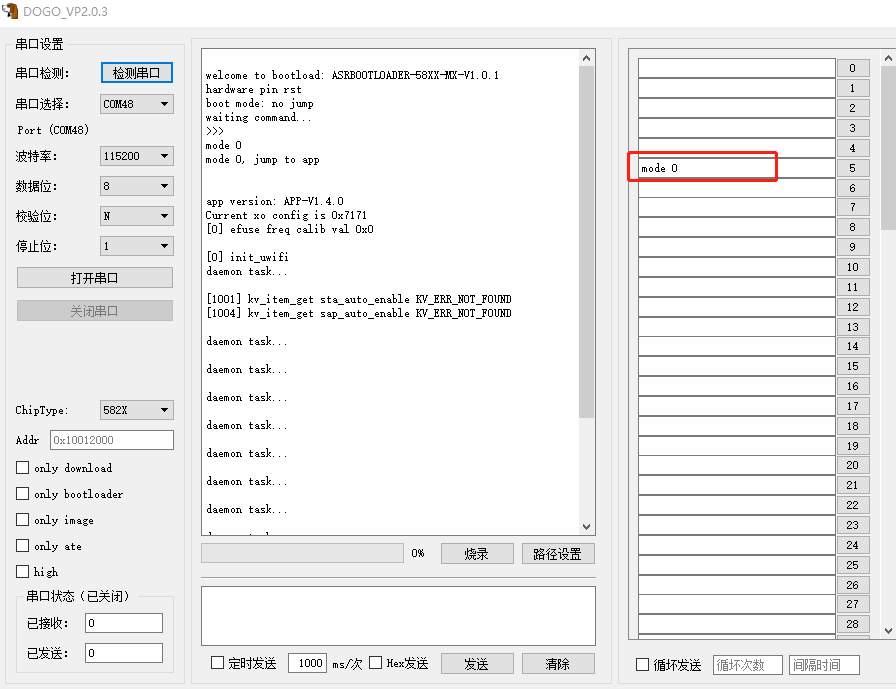 DOGO_VP2.0.3
串口设置
串口检测：
检测串口
串口选择：
COM48
Port (COM48)
波特率：
115200
数据位：
8
校验位：
N
停止位：
1
打开串口
关闭串口
ChipType:
582X
Addr
0x10012000
only download
only bootloader
only image
only ate
high
串口状态（已关闭）
已接收：
0
已发送：
0
welcome to bootload: ASRBOOTLOADER-58XX-MX-V1.0.1
hardware pin rst
boot mode: no jump
waiting command...
>>>
mode 0
mode 0, jump to app
app version: APP-V1.4.0
Current xo config is 0x7171
[0] efuse freq calib val 0x0
[0] init_uwifi
daemon task...
[1001] kv_item_get sta_auto_enable KV_ERR_NOT_FOUND
[1004] kv_item_get sap_auto_enable KV_ERR_NOT_FOUND
daemon task...
daemon task...
daemon task...
daemon task...
daemon task...
daemon task...
daemon task...
0%
烧录
路径设置
定时发送
1000
ms/次
Hex发送
发送
清除
0
1
2
3
4
mode 0
5
6
7
8
9
10
11
12
13
14
15
16
17
18
19
20
21
22
23
24
25
26
27
28
循环发送
循环次数
间隔时间